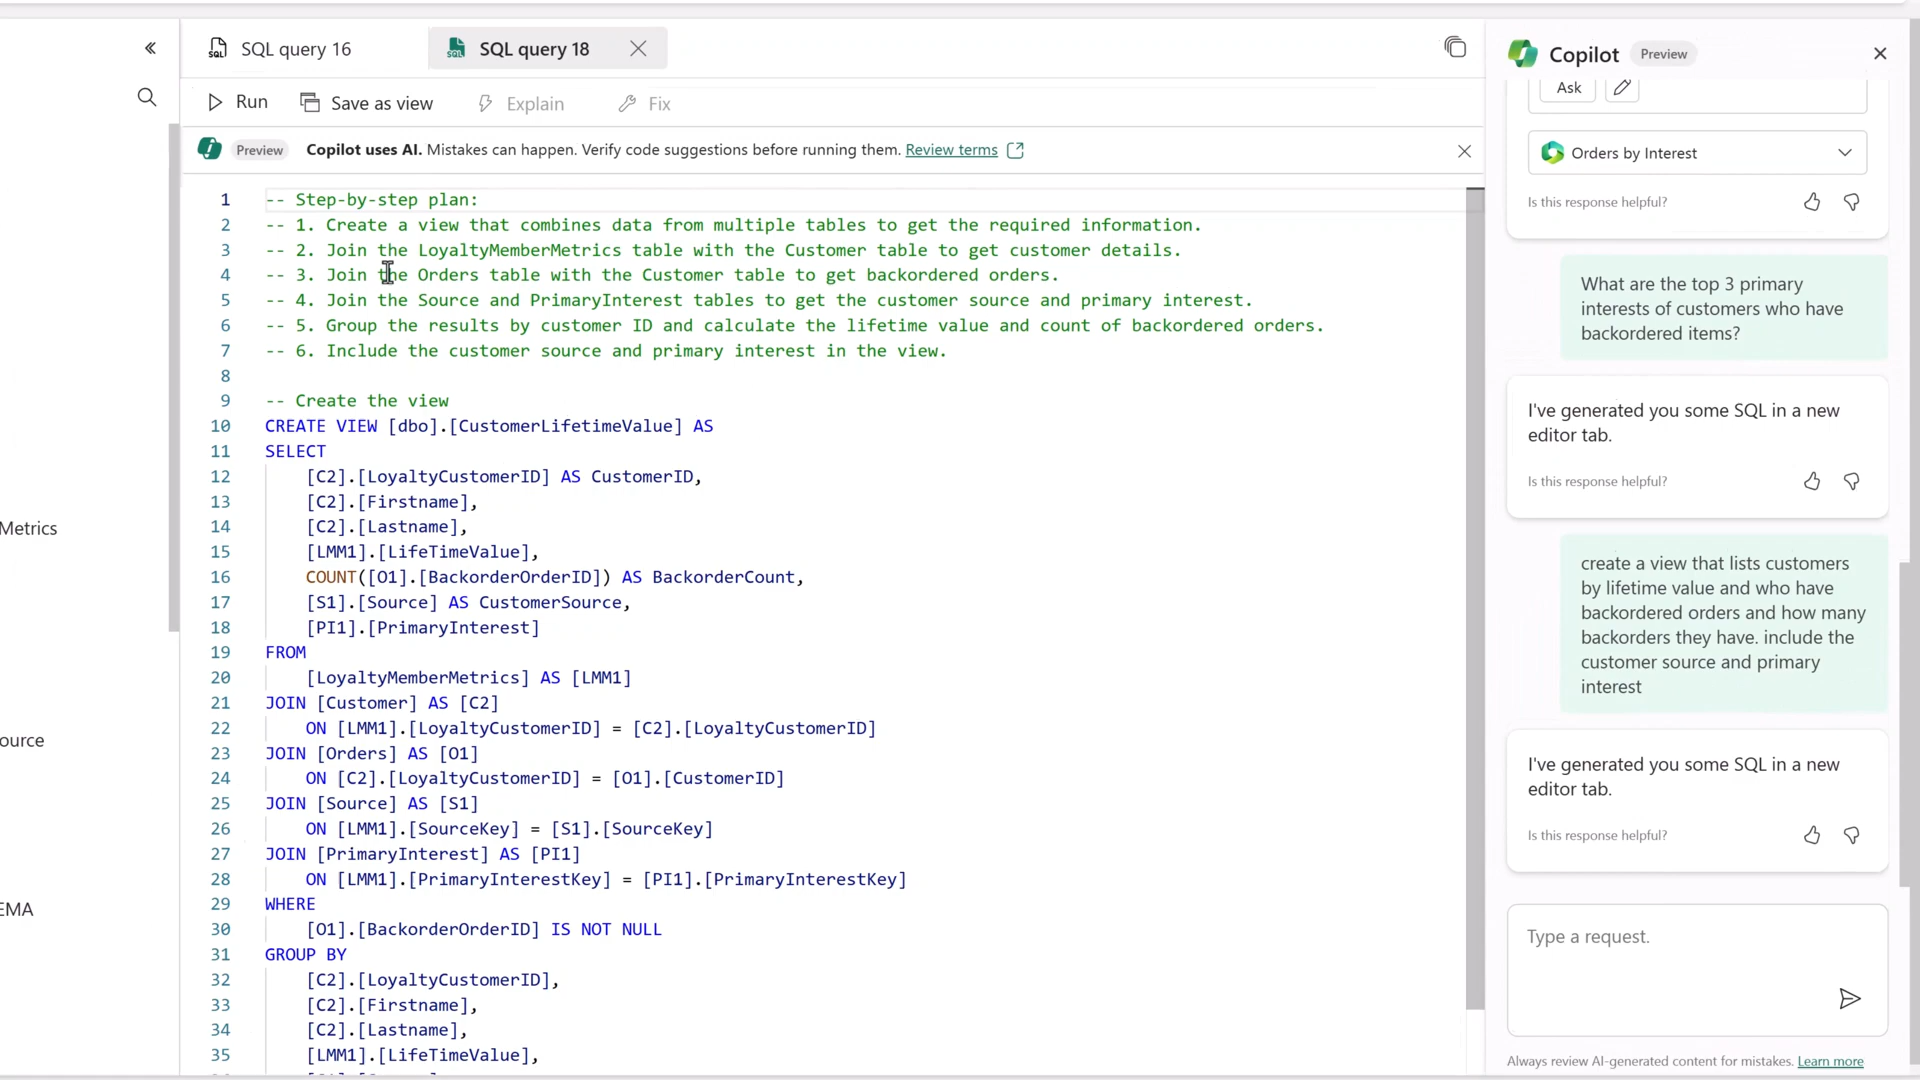 SQL query 16
SQL query 18
Run
Save as view
Explain
Fix
Preview
Copilot uses AI. Mistakes can happen. Verify code suggestions before running them. Review terms
Metrics
ource
EMA
1 -- Step-by-step plan:
2 -- 1. Create a view that combines data from multiple tables to get the required information.
3 -- 2. Join the LoyaltyMemberMetrics table with the Customer table to get customer details.
4 -- 3. Join the Orders table with the Customer table to get backordered orders.
5 -- 4. Join the Source and PrimaryInterest tables to get the customer source and primary interest.
6 -- 5. Group the results by customer ID and calculate the lifetime value and count of backordered orders.
7 -- 6. Include the customer source and primary interest in the view.
8
9 -- Create the view
10 CREATE VIEW [dbo].[CustomerLifetimeValue] AS
11 SELECT
12 [C2].[LoyaltyCustomerID] AS CustomerID,
13 [C2].[Firstname],
14 [C2].[Lastname],
15 [LMM1].[LifeTimeValue],
16 COUNT([O1].[BackorderOrderID]) AS BackorderCount,
17 [S1].[Source] AS CustomerSource,
18 [PI1].[PrimaryInterest]
19 FROM
20 [LoyaltyMemberMetrics] AS [LMM1]
21 JOIN [Customer] AS [C2]
22 ON [LMM1].[LoyaltyCustomerID] = [C2].[LoyaltyCustomerID]
23 JOIN [Orders] AS [O1]
24 ON [C2].[LoyaltyCustomerID] = [O1].[CustomerID]
25 JOIN [Source] AS [S1]
26 ON [LMM1].[SourceKey] = [S1].[SourceKey]
27 JOIN [PrimaryInterest] AS [PI1]
28 ON [LMM1].[PrimaryInterestKey] = [PI1].[PrimaryInterestKey]
29 WHERE
30 [O1].[BackorderOrderID] IS NOT NULL
31 GROUP BY
32 [C2].[LoyaltyCustomerID],
33 [C2].[Firstname],
34 [C2].[Lastname],
35 [LMM1].[LifeTimeValue],
Copilot Preview
Ask
Orders by Interest
Is this response helpful?
What are the top 3 primary
interests of customers who have
backordered items?
I've generated you some SQL in a new
editor tab.
Is this response helpful?
create a view that lists customers
by lifetime value and who have
backordered orders and how many
backorders they have. include the
customer source and primary
interest
I've generated you some SQL in a new
editor tab.
Is this response helpful?
Type a request.
Always review AI-generated content for mistakes. Learn more